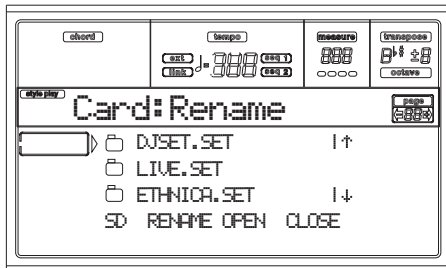 chord
tempo
measure
transpose
ext
seq 1
link
seq 2
octave
style play
Card:Rename
page
DJSET.SET
LIVE.SET
ETHNICA.SET
SD RENAME OPEN CLOSE